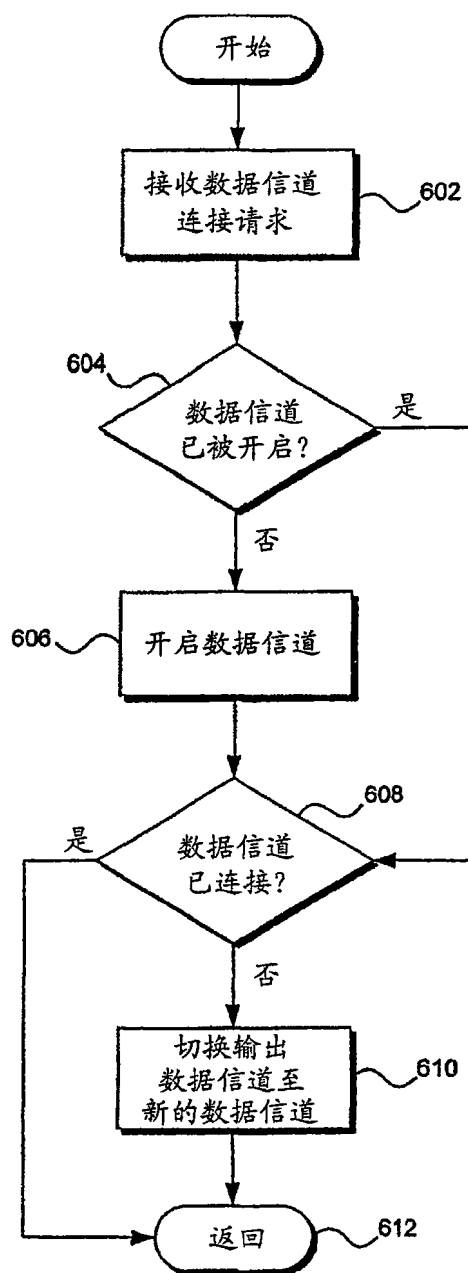 开始
接收数据信道
连接请求
602
604
数据信道
已被开启?
是
否
606
开启数据信道
608
是
数据信道
已连接?
否
切换输出
数据信道至
新的数据信道
610
返回
612